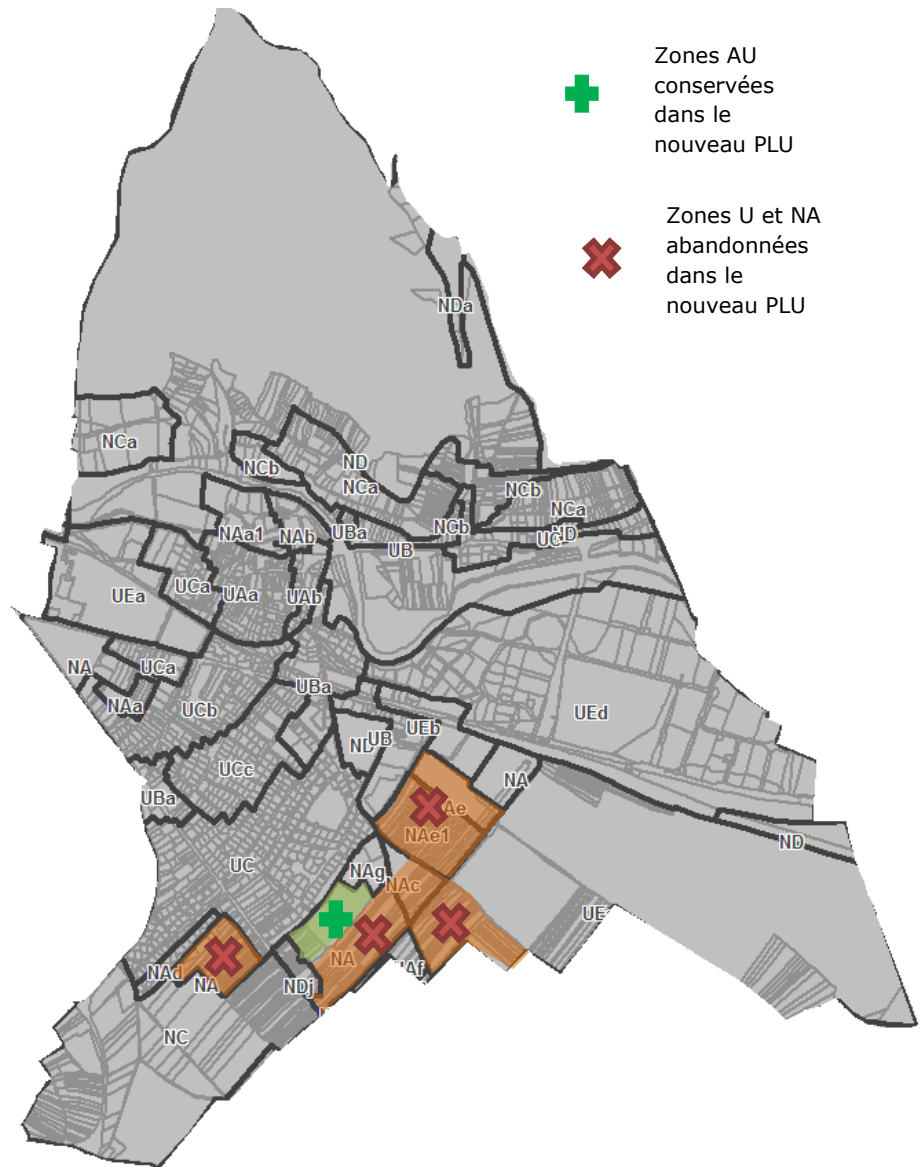 Zones AU
conservées
dans le
nouveau PLU
Zones U et NA
abandonnées
dans le
nouveau PLU
NDa
NCa
NCb
ND
NCa
NCb
NCb
NCa
ND
UC
NAa1
NAb
UBa
UB
UEa
UCa
UAa
UAb
NA
UCa
NAa
UCb
UBa
UEd
ND
UB
UEb
NA
UCc
UBa
NAe1
ND
UC
NAg
NAc
UE
NA
NAd
NA
NDj
NC